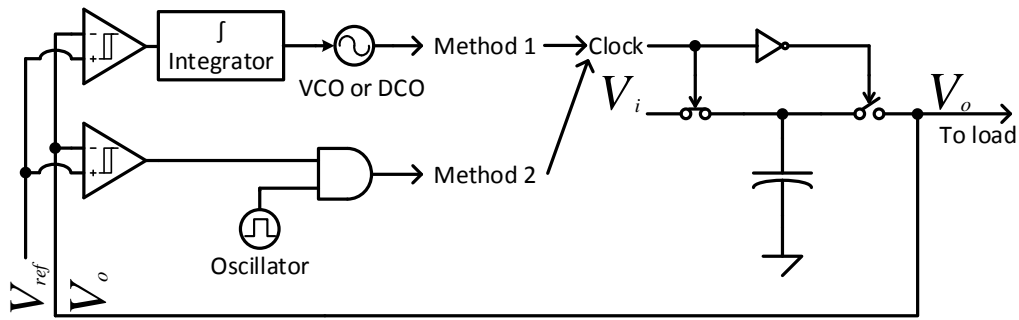 ∫
Integrator
VCO or DCO
Method 1
Clock
V i
V o
To load
- +
- +
Method 2
Oscillator
V ref
V o